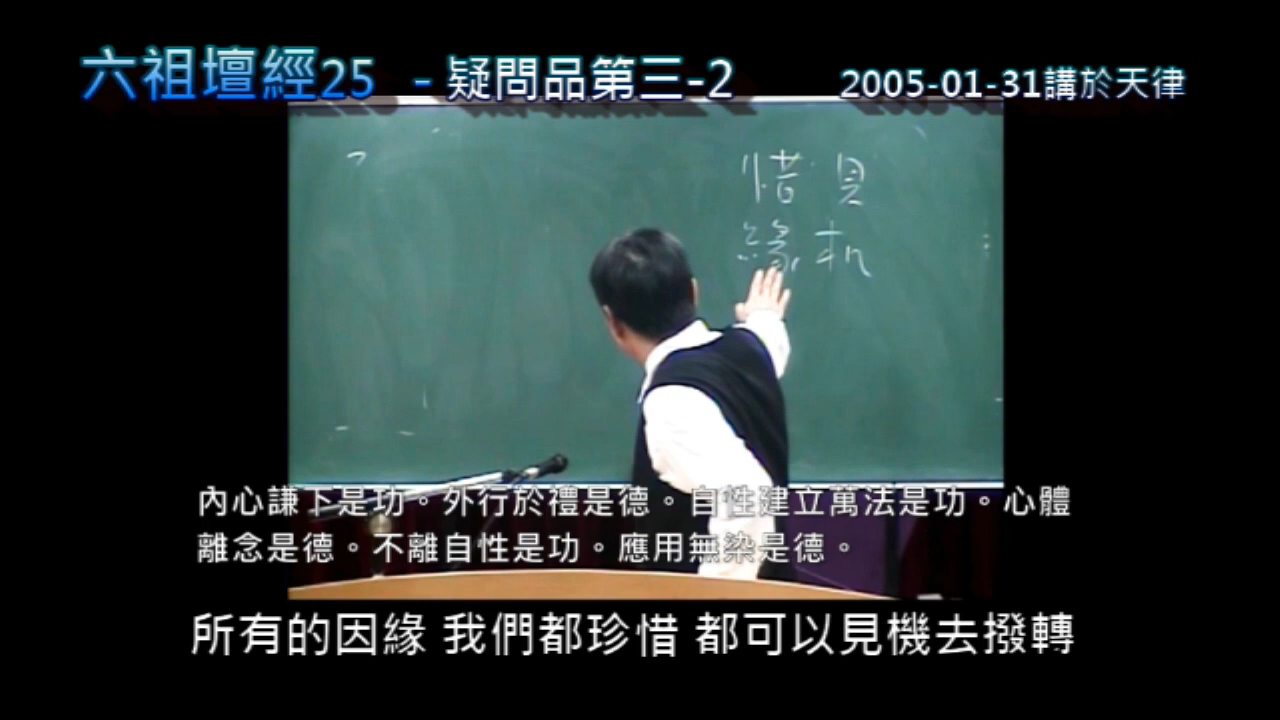 六祖壇經25 - 疑問品第三-2 2005-01-31講於天律
惜見
緣机
內心謙下是功。外行於禮是德。自性建立萬法是功。心體
離念是德。不離自性是功。應用無染是德。
所有的因緣 我們都珍惜 都可以見機去撥轉